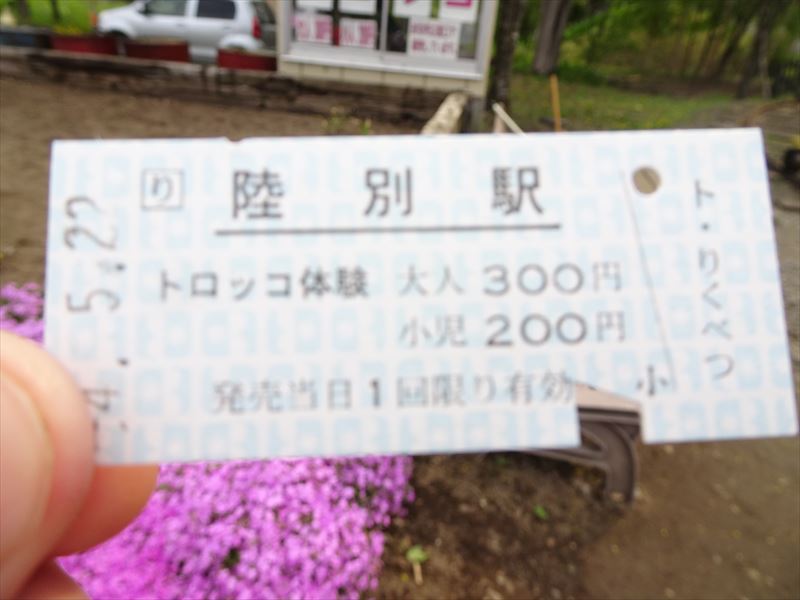 り 陸別駅
トロッコ体験 大人 300円
小児 200円
発売当日1回限り有効
小
ト・りくべつ
4. 5.22